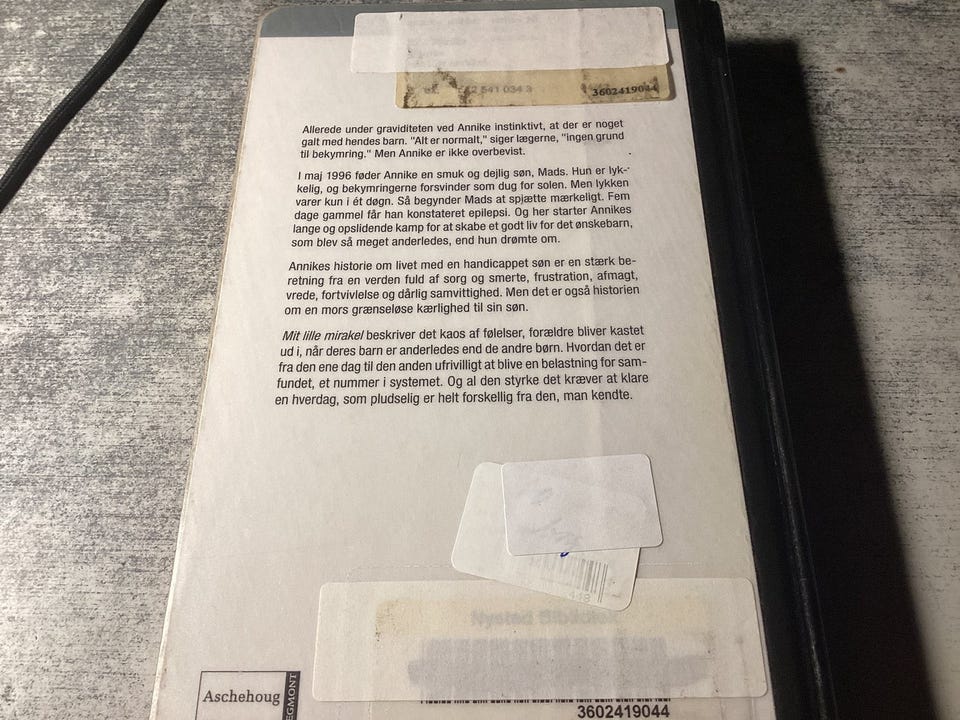 3602419044
Allerede under graviditeten ved Annike instinktivt, at der er noget
galt med hendes barn. "Alt er normalt," siger lægerne, "ingen grund
til bekymring." Men Annike er ikke overbevist.
I maj 1996 føder Annike en smuk og dejlig søn, Mads. Hun er lyk-
kelig, og bekymringerne forsvinder som dug for solen. Men lykken
varer kun i ét døgn. Så begynder Mads at spjætte mærkeligt. Fem
dage gammel får han konstateret epilepsi. Og her starter Annikes
lange og opslidende kamp for at skabe et godt liv for det ønskebarn,
som blev så meget anderledes, end hun drømte om.
Annikes historie om livet med en handicappet søn er en stærk be-
retning fra en verden fuld af sorg og smerte, frustration, afmagt,
vrede, fortvivlelse og dårlig samvittighed. Men det er også historien
om en mors grænseløse kærlighed til sin søn.
Mit lille mirakel beskriver det kaos af følelser, forældre bliver kastet
ud i, når deres barn er anderledes end de andre børn. Hvordan det er
fra den ene dag til den anden ufrivilligt at blive en belastning for sam-
fundet, et nummer i systemet. Og al den styrke det kræver at klare
en hverdag, som pludselig er helt forskellig fra den, man kendte.
Nysted Bibliotek
Aschehoug
EGMONT
3602419044